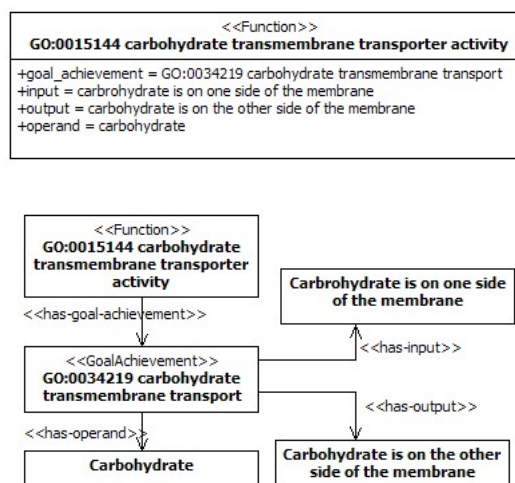 <<Function>>
GO:0015144 carbohydrate transmembrane transporter activity
+goal_achievement = GO:0034219 carbohydrate transmembrane transport
+input = carbrohydrate is on one side of the membrane
+output = carbohydrate is on the other side of the membrane
+operand = carbohydrate
<<Function>>
GO:0015144 carbohydrate
transmembrane transporter
activity
<<has-goal-achievement>>
Carbrohydrate is on one side
of the membrane
<<GoalAchievement>>
GO:0034219 carbohydrate
transmembrane transport
<<has-input>>
<<has-output>>
<<has-operand>>
Carbohydrate
Carbohydrate is on the other
side of the membrane